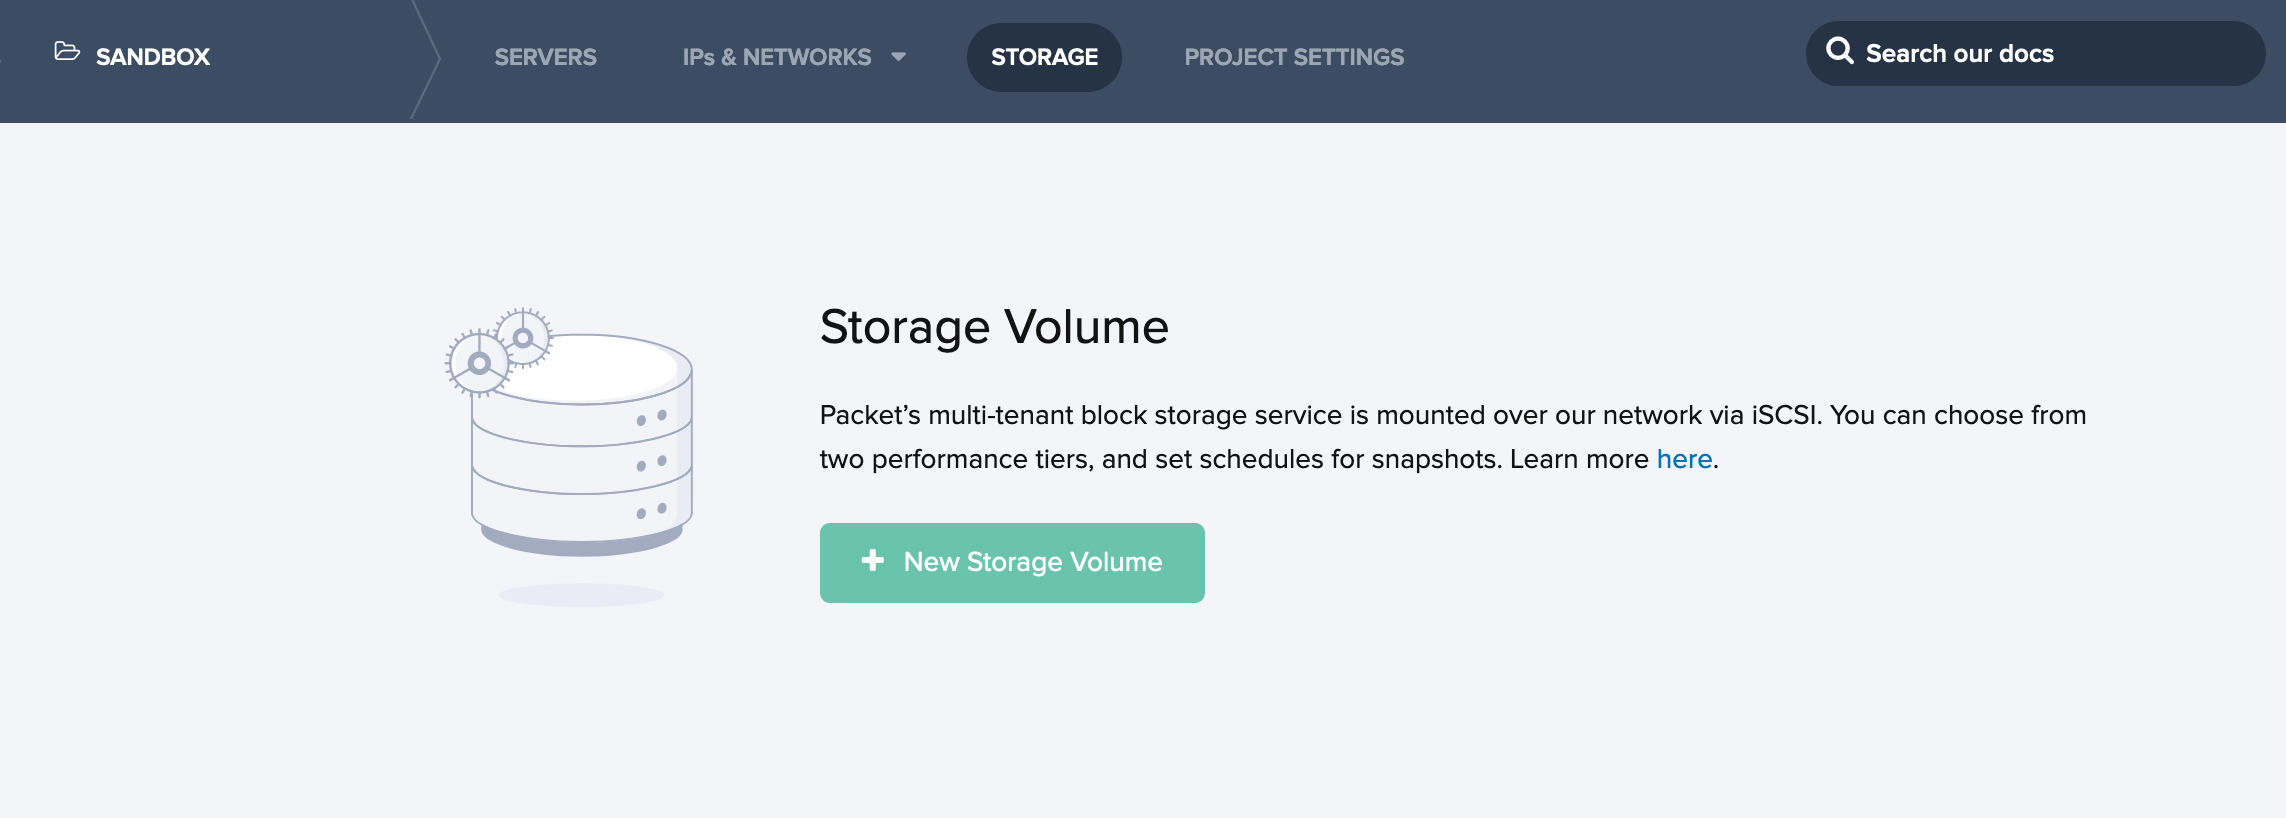 SANDBOX
SERVERS
IPs & NETWORKS
STORAGE
PROJECT SETTINGS
Search our docs
Storage Volume
Packet’s multi-tenant block storage service is mounted over our network via iSCSI. You can choose from
two performance tiers, and set schedules for snapshots. Learn more here.
New Storage Volume